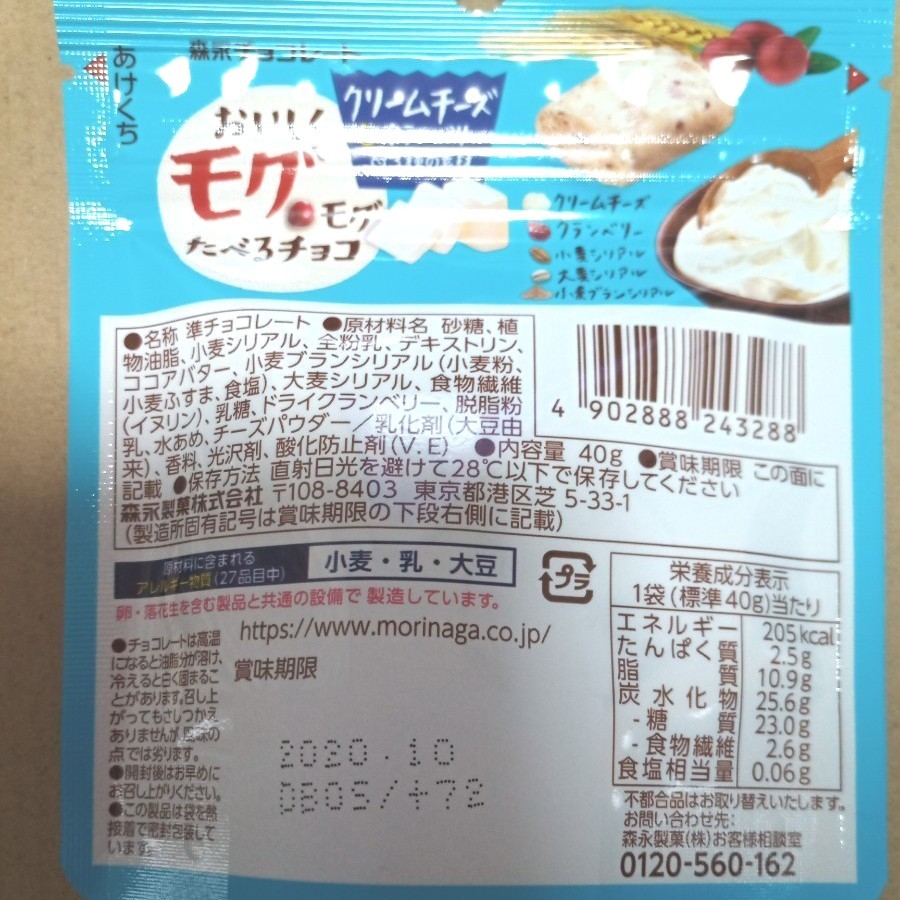 あけくち
森永チョコレート
おいしく
モグ
モグ
たべるチョコ
クリームチーズ
クリームチーズ
クランベリー
小麦シリアル
大麦シリアル
小麦ブランシリアル
●名称 準チョコレート ●原材料名 砂糖、植
物油脂、小麦シリアル、全粉乳、デキストリン、
ココアバター、小麦ブランシリアル(小麦粉、
小麦ふすま、食塩)、大麦シリアル、食物繊維
(イヌリン)、乳糖、ドライクランベリー、脱脂粉
乳、水あめ、チーズパウダー/乳化剤(大豆由
来)、香料、光沢剤、酸化防止剤(V.E) ●内容量 40g ●賞味期限 この面に
記載 ●保存方法 直射日光を避けて28℃以下で保存してください
森永製菓株式会社 〒108-8403 東京都港区芝 5-33-1
(製造所固有記号は賞味期限の下段右側に記載)
4 902888 243288
原材料に含まれる
アレルギー物質(27品目中)
小麦・乳・大豆
卵・落花生を含む製品と共通の設備で製造しています。
プラ
https://www.morinaga.co.jp/
●チョコレートは高温
になると油脂分が溶け、
冷えると白く固まるこ
とがあります。召し上
がってもさしつかえ
ありませんが風味の
点では劣ります。
●開封後はお早めに
お召し上がりください。
●この製品は袋を熱
接着で密封包装して
います。
賞味期限
2020.10
栄養成分表示
1袋(標準40g)当たり
エネルギー 205kcal
たんぱく質 2.5g
脂質 10.9g
炭水化物 25.6g
-糖質 23.0g
-食物繊維 2.6g
食塩相当量 0.06g
不都合品はお取り替えいたします。
お問い合わせ先:
森永製菓(株)お客様相談室
0120-560-162